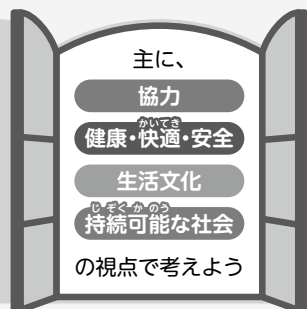 主に、
協力
健康・快適・安全
生活文化
持続可能な社会
の視点で考えよう